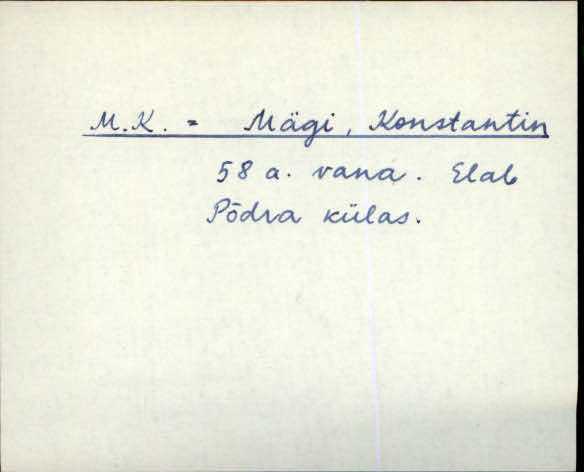 M.K. = Mägi, Konstantin
58 a. vana. Elab
Põdra külas.